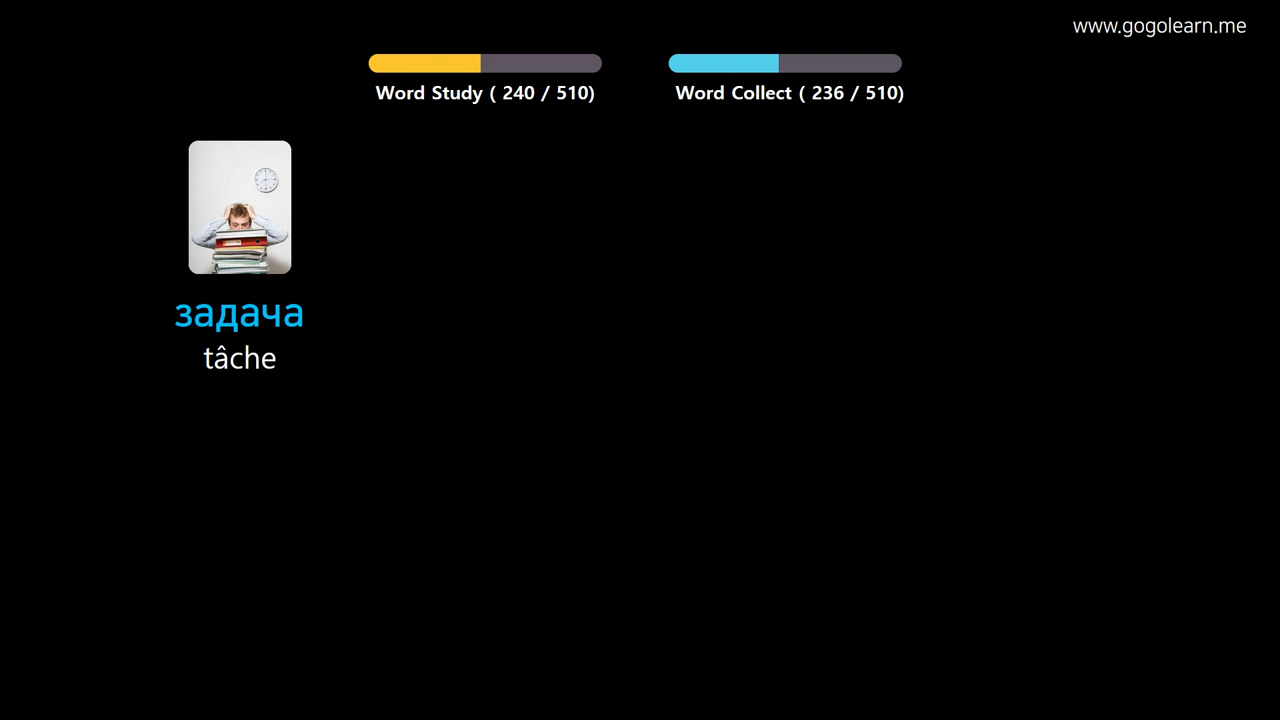 www.gogolearn.me
Word Study ( 240 / 510)
Word Collect ( 236 / 510)
задача
tâche